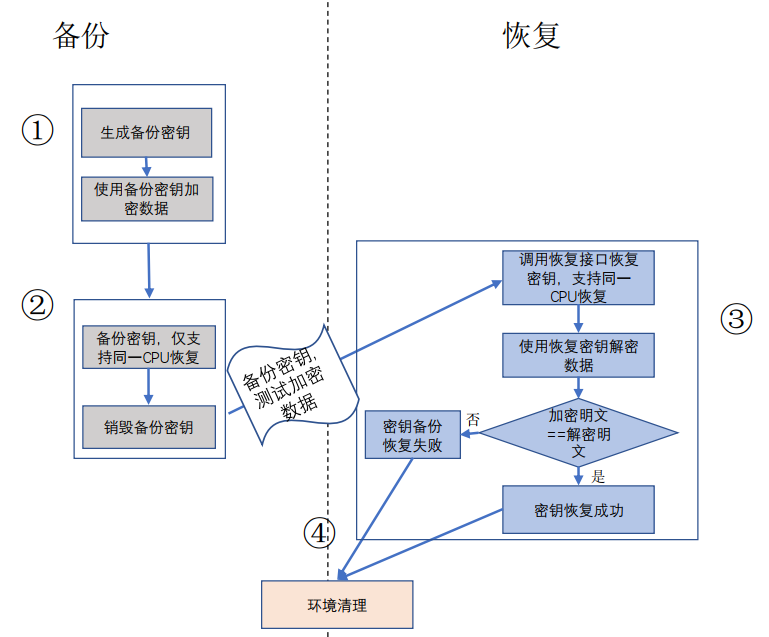 备份
恢复
①
生成备份密钥
使用备份密钥加
密数据
②
备份密钥，仅支
持同一CPU恢复
销毁备份密钥
备份密钥，
测试加密
数据
调用恢复接口恢复
密钥，支持同一
CPU恢复
③
使用恢复密钥解密
数据
加密明文
==解密明
文
否
密钥备份
恢复失败
是
密钥恢复成功
④
环境清理